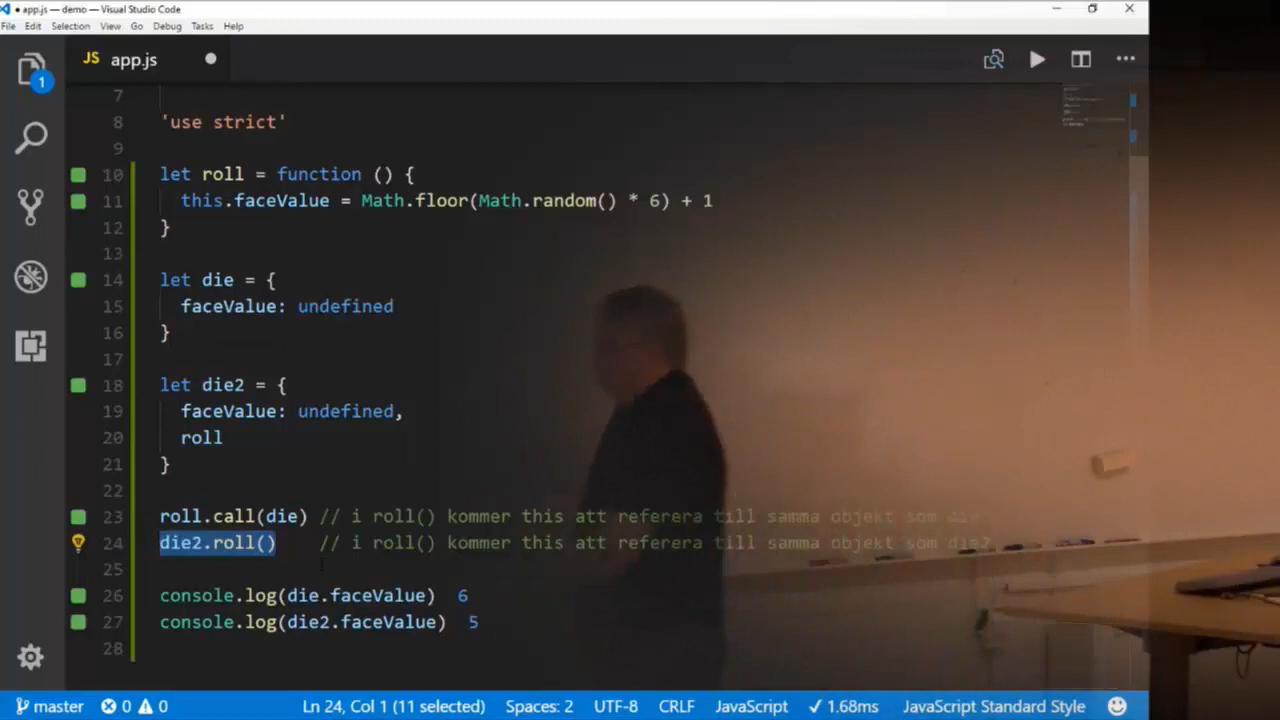 app.js — demo — Visual Studio Code
File Edit Selection View Go Debug Tasks Help
JS app.js
1
7
8 'use strict'
9
10 let roll = function () {
11 this.faceValue = Math.floor(Math.random() * 6) + 1
12 }
13
14 let die = {
15 faceValue: undefined
16 }
17
18 let die2 = {
19 faceValue: undefined,
20 roll
21 }
22
23 roll.call(die) // i roll() kommer this att referera till samma objekt som die
24 die2.roll() // i roll() kommer this att referera till samma objekt som die2
25
26 console.log(die.faceValue) 6
27 console.log(die2.faceValue) 5
28
master 0 0 Ln 24, Col 1 (11 selected) Spaces: 2 UTF-8 CRLF JavaScript ✓ 1.68ms JavaScript Standard Style